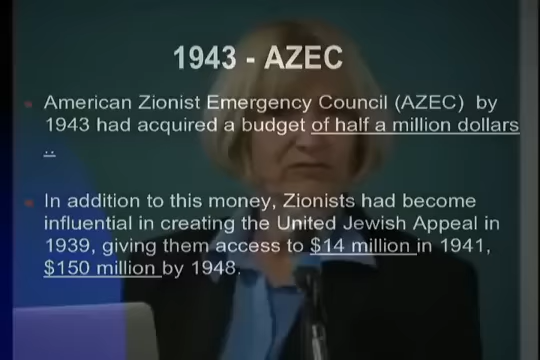 1943 - AZEC
American Zionist Emergency Council (AZEC) by
1943 had acquired a budget of half a million dollars
..
In addition to this money, Zionists had become
influential in creating the United Jewish Appeal in
1939, giving them access to $14 million in 1941,
$150 million by 1948.